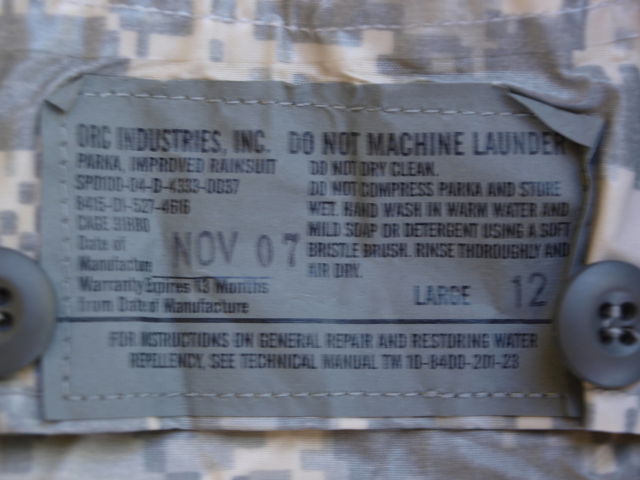 ORC INDUSTRIES, INC.
PARKA, IMPROVED RAINSUIT
SPO100-04-D-4333-0037
8415-01-527-4616
CAGE 31RR0
Date of
Manufacture NOV 07
Warranty Expires 13 Months
from Date of Manufacture
DO NOT MACHINE LAUNDER
DO NOT DRY CLEAN.
DO NOT COMPRESS PARKA AND STORE
WET. HAND WASH IN WARM WATER AND
MILD SOAP OR DETERGENT USING A SOFT
BRISTLE BRUSH. RINSE THOROUGHLY AND
AIR DRY.
LARGE 12
FOR INSTRUCTIONS ON GENERAL REPAIR AND RESTORING WATER
REPELLENCY, SEE TECHNICAL MANUAL TM 10-8400-201-23